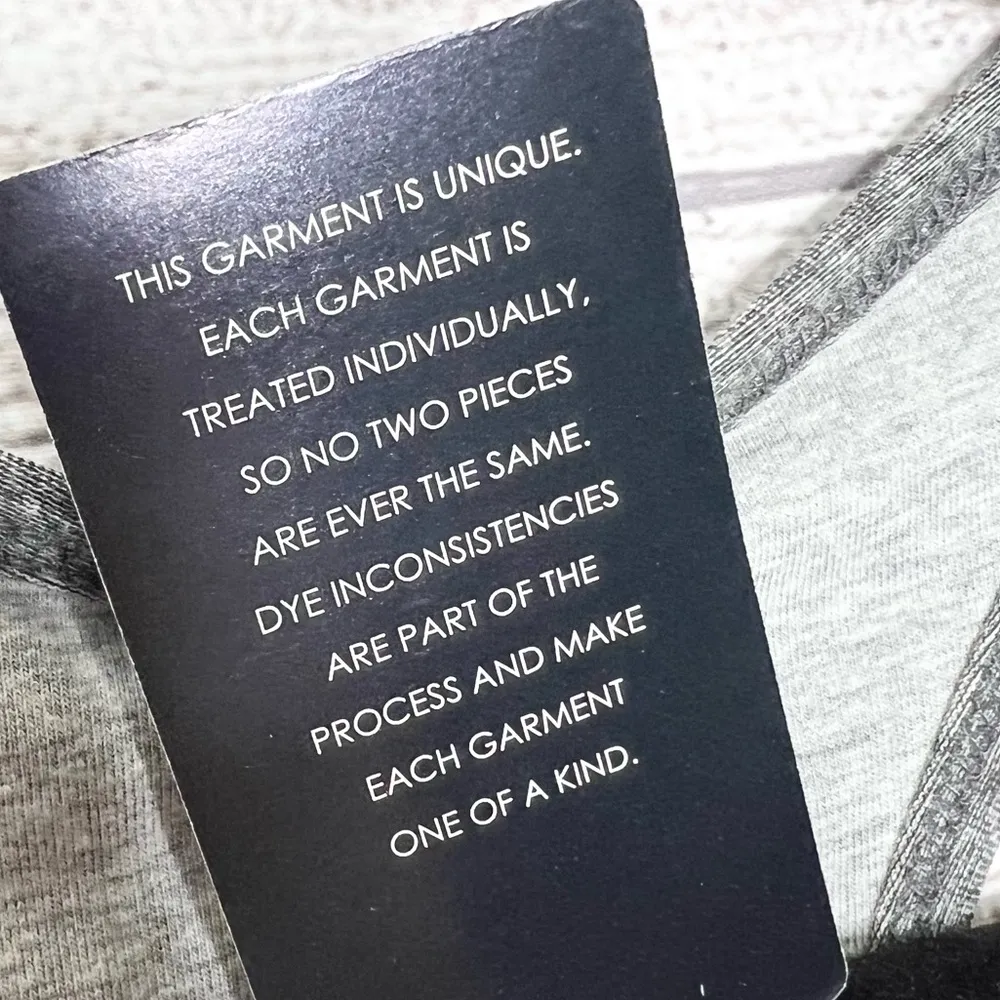 THIS GARMENT IS UNIQUE.
EACH GARMENT IS
TREATED INDIVIDUALLY,
SO NO TWO PIECES
ARE EVER THE SAME.
DYE INCONSISTENCIES
ARE PART OF THE
PROCESS AND MAKE
EACH GARMENT
ONE OF A KIND.